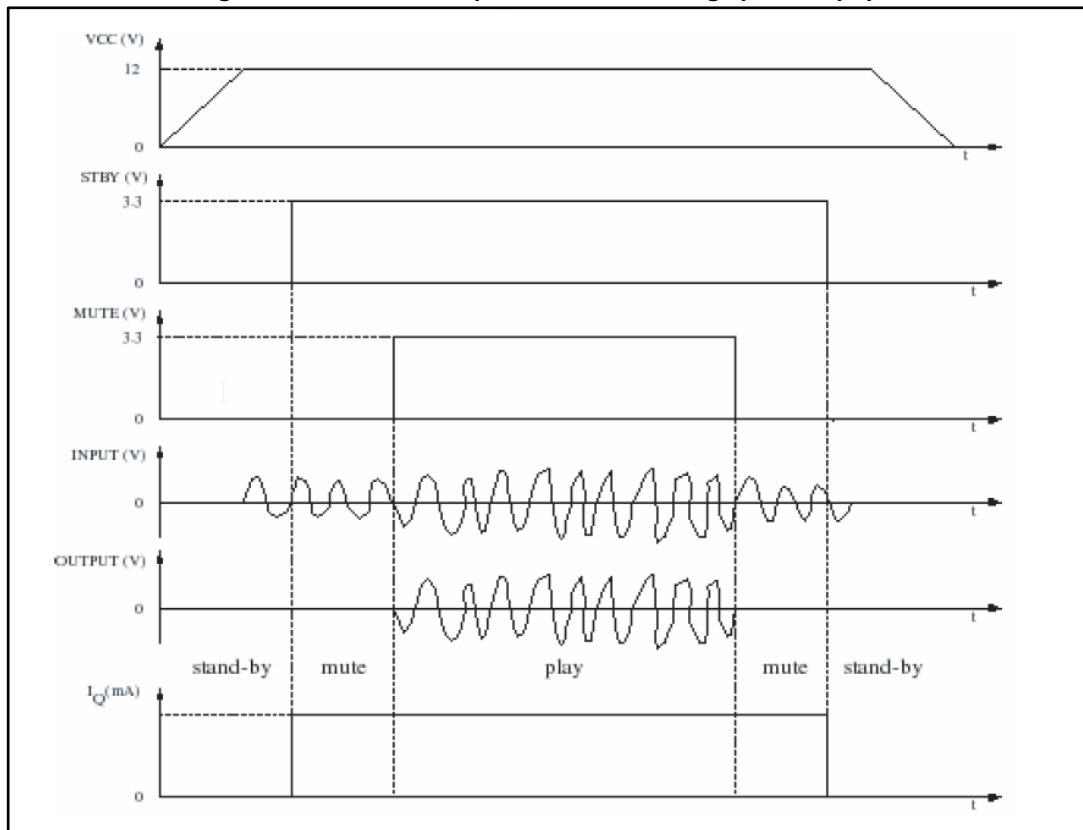 VCC (V)
12
0
t
STBY (V)
3.3
0
t
MUTE (V)
3.3
0
t
INPUT (V)
0
t
OUTPUT (V)
0
t
stand-by mute play mute stand-by
IQ(mA)
0
t